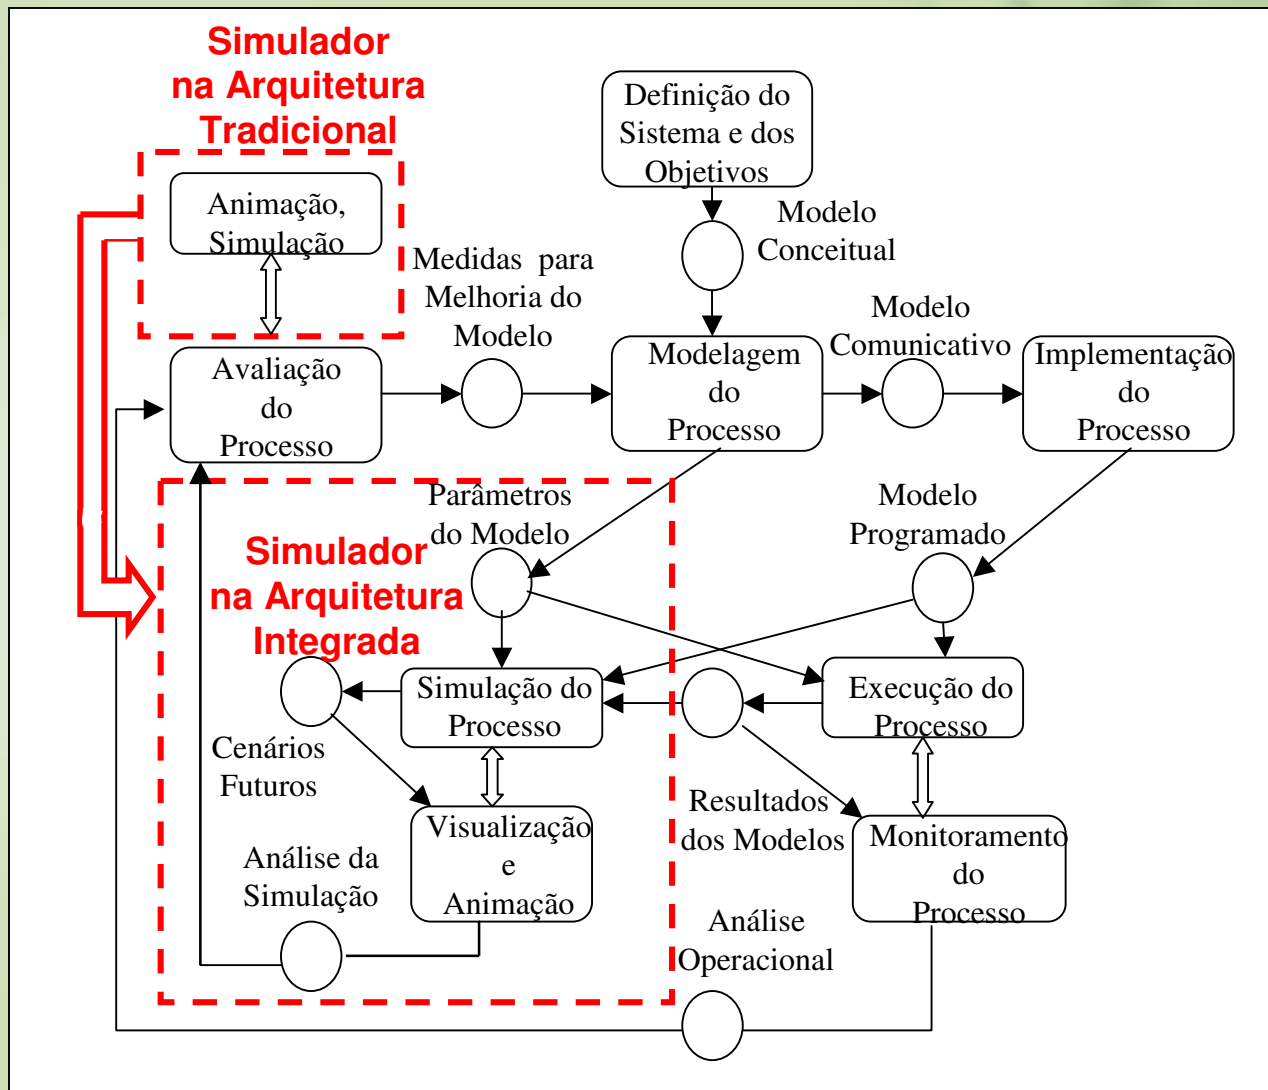 Simulador
na Arquitetura
Tradicional
Animação,
Simulação
Definição do
Sistema e dos
Objetivos
Modelo
Conceitual
Medidas para
Melhoria do
Modelo
Modelo
Comunicativo
Avaliação
do
Processo
Modelagem
do
Processo
Implementação
do
Processo
Parâmetros
do Modelo
Modelo
Programado
Simulador
na Arquitetura
Integrada
Simulação do
Processo
Execução do
Processo
Cenários
Futuros
Resultados
dos Modelos
Visualização
e
Animação
Monitoramento
do
Processo
Análise da
Simulação
Análise
Operacional